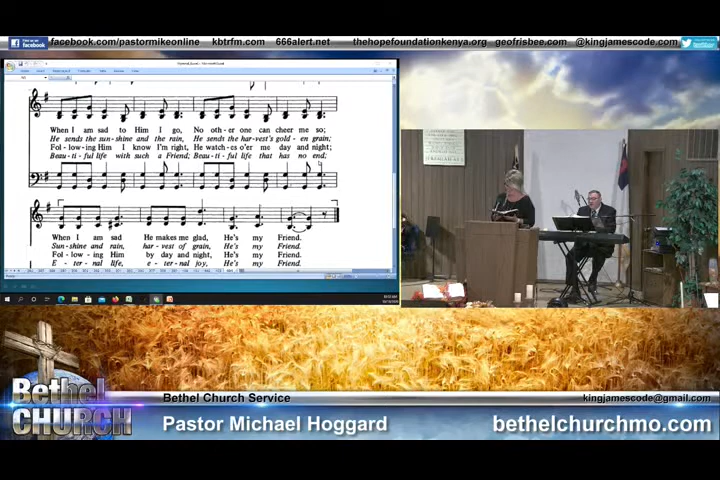 Find us on facebook
facebook.com/pastormikeonline kbtrfm.com 666alert.net thehopefoundationkenya.org geofrisbee.com @kingjamescode.com
When I am sad to Him I go, No oth-er one can cheer me so;
He sends the sun-shine and the rain, He sends the har-vest's gold-en grain;
Fol-low-ing Him I know I'm right, He watch-es o'er me day and night;
Beau-ti-ful life with such a Friend; Beau-ti-ful life that has no end;
When I am sad He makes me glad, He's my Friend.
Sun-shine and rain, har-vest of grain, He's my Friend.
Fol-low-ing Him by day and night, He's my Friend.
E-ter-nal life, E-ter-nal joy, He's my Friend.
Bethel
CHURCH
Bethel Church Service kingjamescode@gmail.com
Pastor Michael Hoggard bethelchurchmo.com